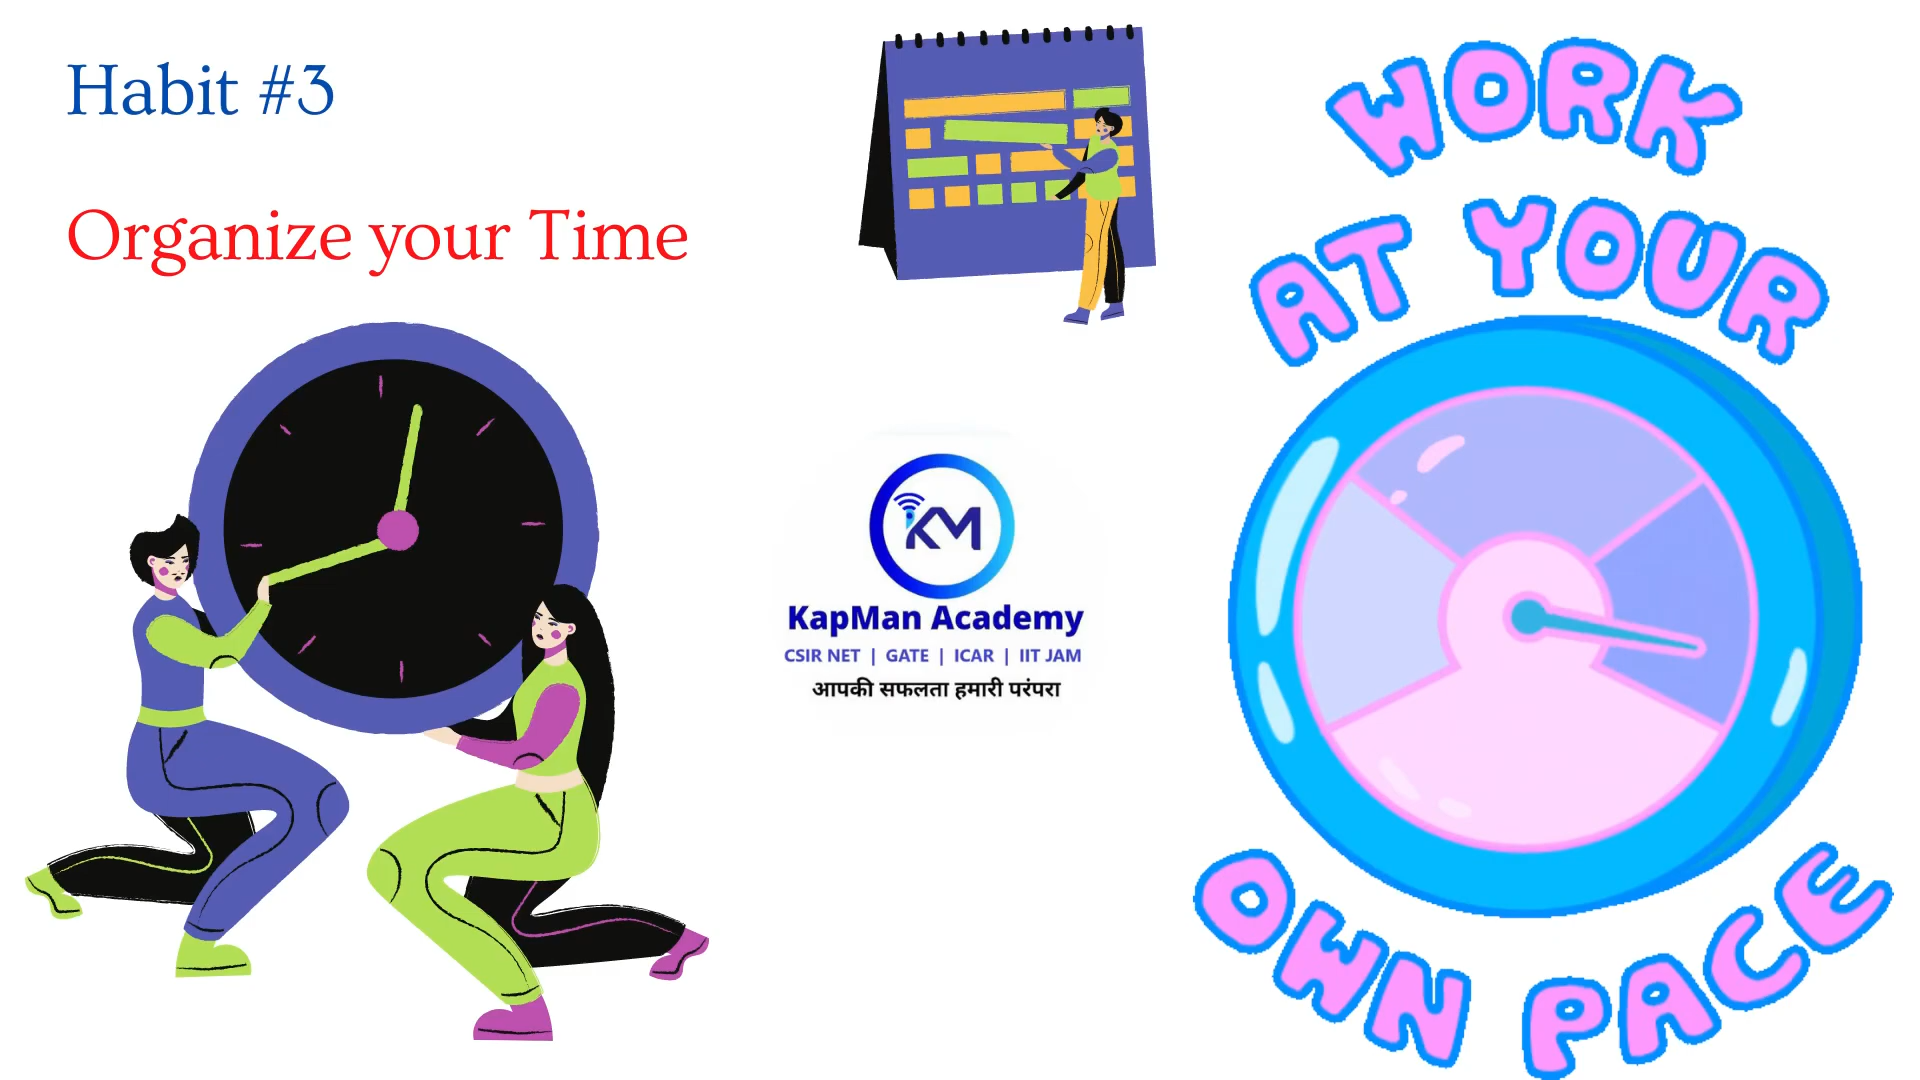 Habit #3
Organize your Time
KM
KapMan Academy
CSIR NET | GATE | ICAR | IIT JAM
आपकी सफलता हमारी परंपरा
WORK
AT YOUR
OWN PACE